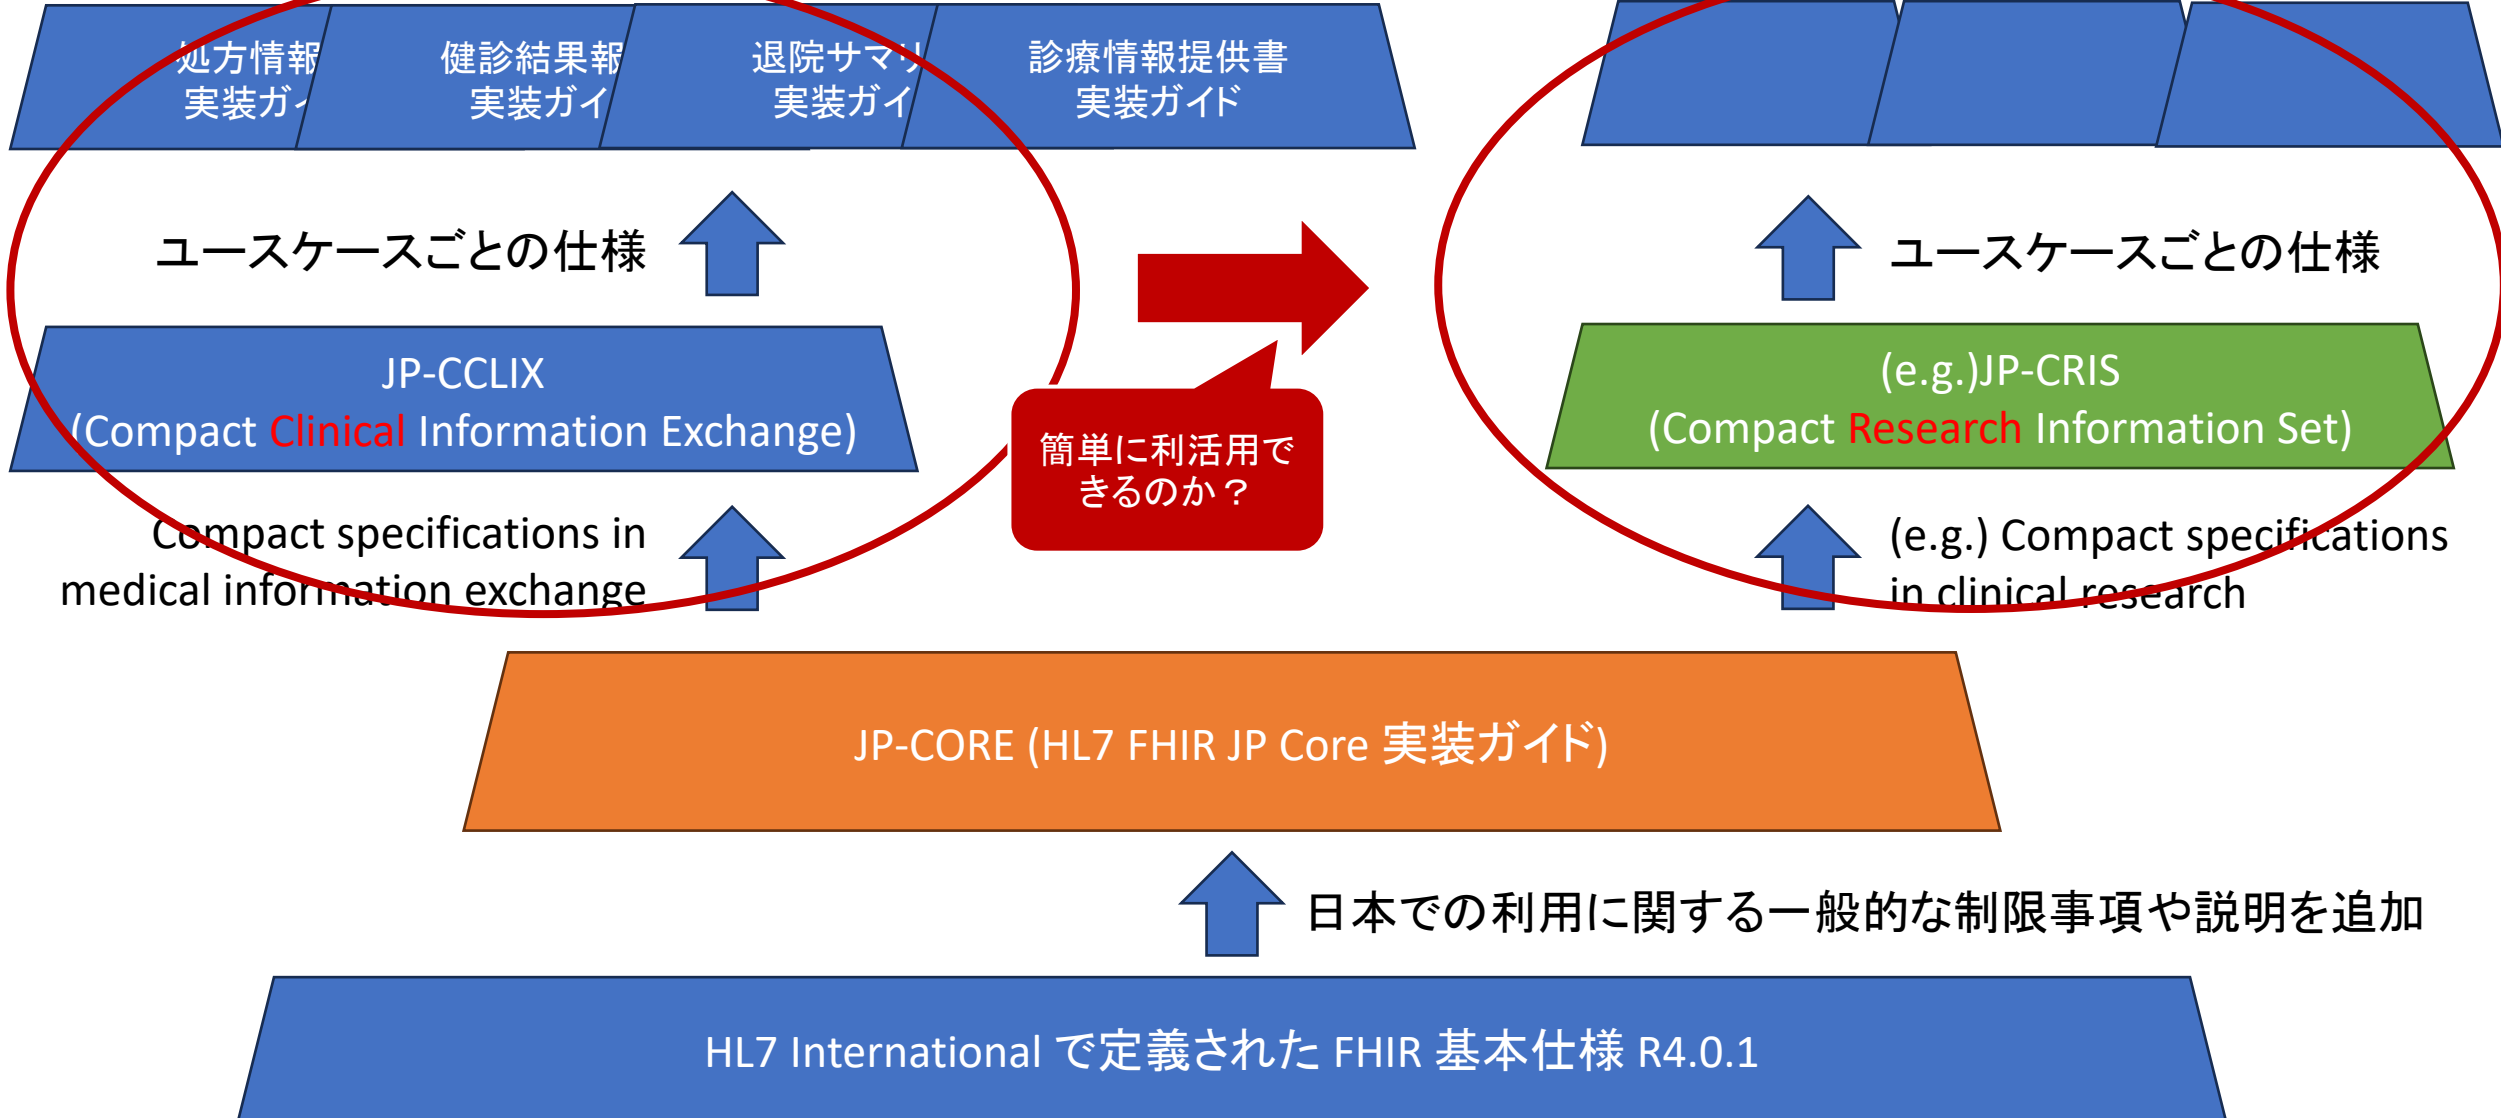 処方情報
実装ガイ
健診結果報
実装ガイ
退院サマリ
実装ガイ
診療情報提供書
実装ガイド
ユースケースごとの仕様
ユースケースごとの仕様
JP-CCLIX
(Compact Clinical Information Exchange)
簡単に利活用で
きるのか？
(e.g.)JP-CRIS
(Compact Research Information Set)
Compact specifications in
medical information exchange
(e.g.) Compact specifications
in clinical research
JP-CORE (HL7 FHIR JP Core 実装ガイド)
日本での利用に関する一般的な制限事項や説明を追加
HL7 International で定義された FHIR 基本仕様 R4.0.1